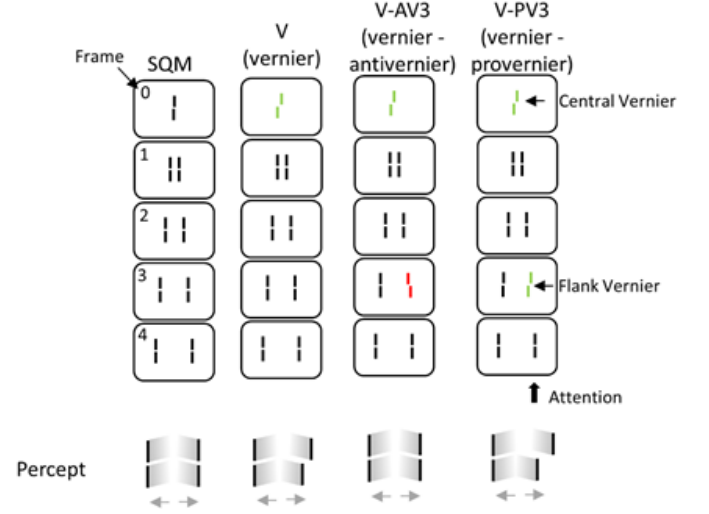 Frame
SQM
V
(vernier)
V-AV3
(vernier -
antivernier)
V-PV3
(vernier -
provernier)
0
Central Vernier
1
2
3
Flank Vernier
4
Attention
Percept